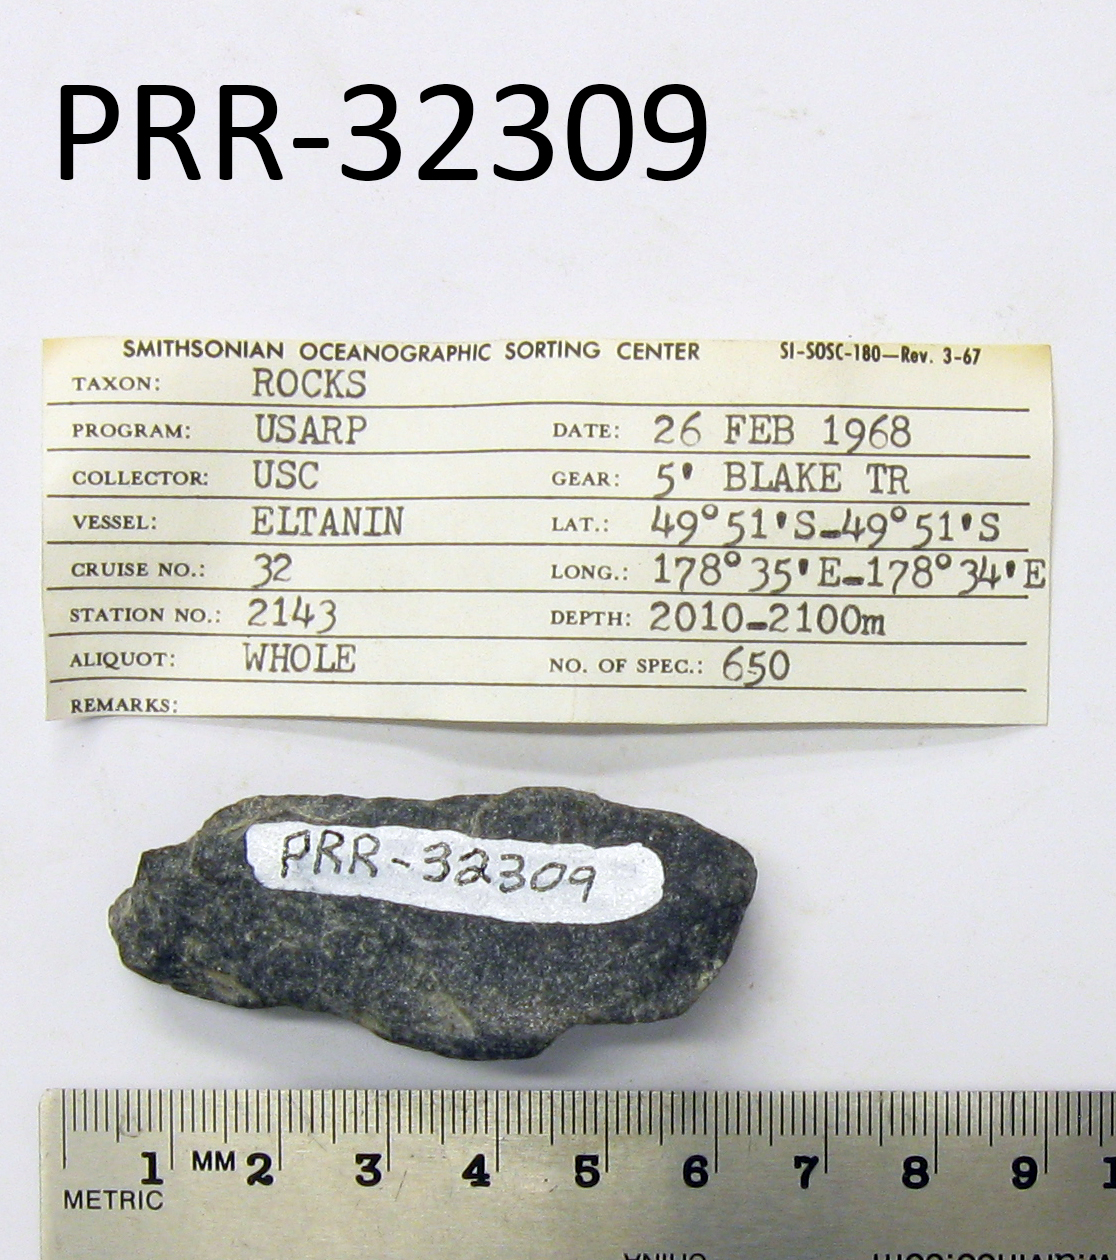 PRR-32309
SMITHSONIAN OCEANOGRAPHIC SORTING CENTER SI-SOSC-180—Rev. 3-67
TAXON: ROCKS
PROGRAM: USARP DATE: 26 FEB 1968
COLLECTOR: USC GEAR: 5' BLAKE TR
VESSEL: ELTANIN LAT.: 49°51'S-49°51'S
CRUISE NO.: 32 LONG.: 178°35'E-178°34'E
STATION NO.: 2143 DEPTH: 2010-2100m
ALIQUOT: WHOLE NO. OF SPEC.: 650
REMARKS:
PRR-32309
1 MM 2 3 4 5 6 7 8 9
METRIC
CHINA